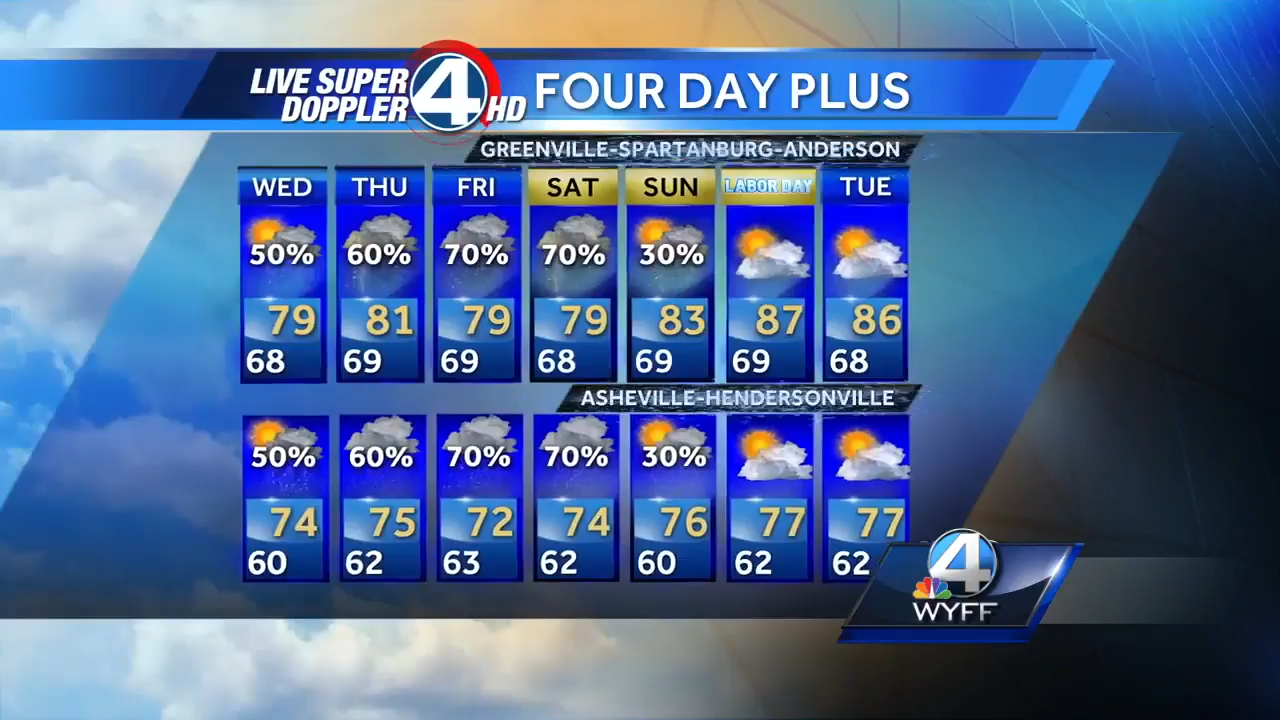 LIVE SUPER
DOPPLER 4 HD
FOUR DAY PLUS
GREENVILLE-SPARTANBURG-ANDERSON
WED THU FRI SAT SUN LABOR DAY TUE
50% 60% 70% 70% 30%
79 81 79 79 83 87 86
68 69 69 68 69 69 68
ASHEVILLE-HENDERSONVILLE
50% 60% 70% 70% 30%
74 75 72 74 76 77 77
60 62 63 62 60 62 62
4
WYFF